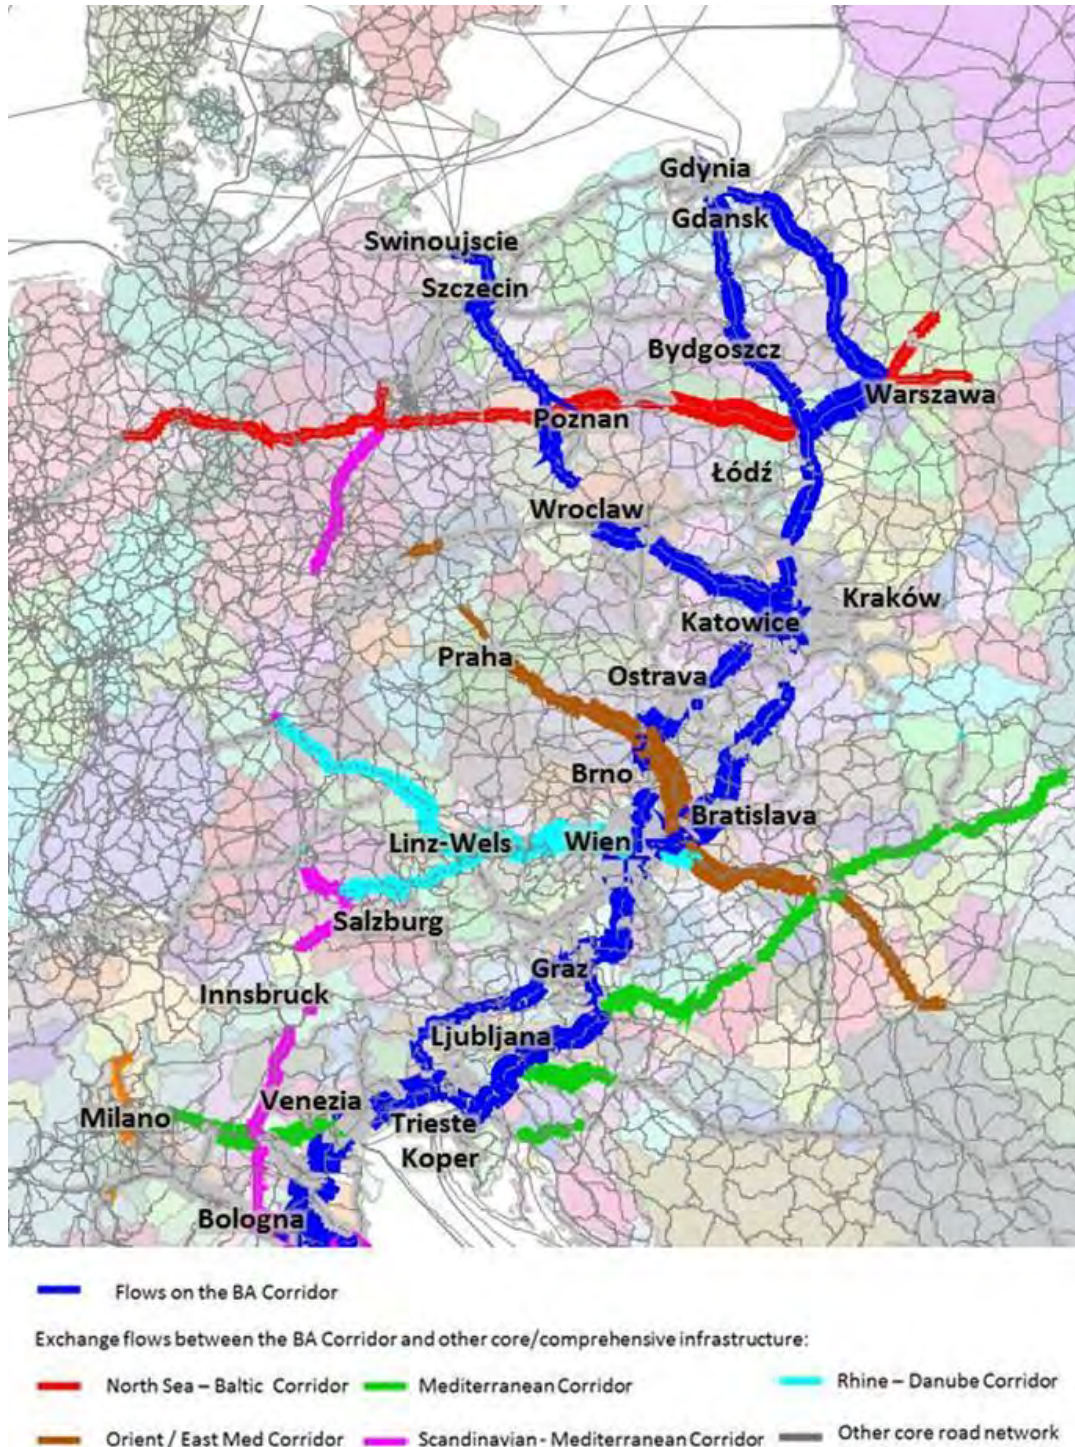 Gdynia
Gdansk
Swinoujscie
Szczecin
Bydgoszcz
Warszawa
Poznan
Łódź
Wroclaw
Kraków
Katowice
Praha
Ostrava
Brno
Bratislava
Linz-Wels
Wien
Salzburg
Graz
Innsbruck
Ljubljana
Venezia
Milano
Trieste
Koper
Bologna
Flows on the BA Corridor
Exchange flows between the BA Corridor and other core/comprehensive infrastructure:
North Sea – Baltic Corridor
Mediterranean Corridor
Rhine – Danube Corridor
Orient / East Med Corridor
Scandinavian - Mediterranean Corridor
Other core road network